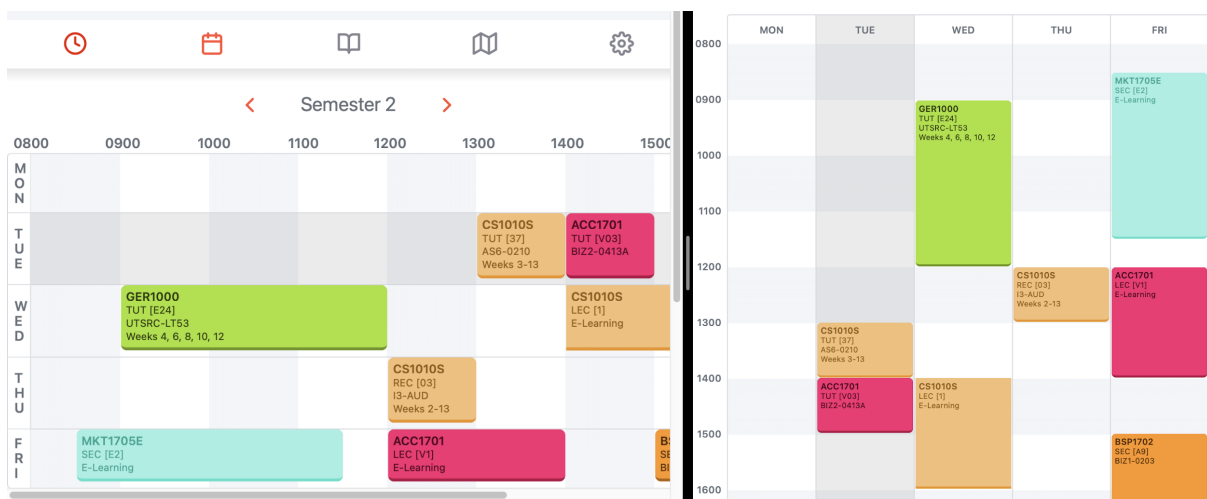 Semester 2
0800 0900 1000 1100 1200 1300 1400
MON
TUE
CS1010S
TUT [37]
AS6-0210
Weeks 3-13
ACC1701
TUT [V03]
BIZ2-0413A
WED
GER1000
TUT [E24]
UTSRC-LT53
Weeks 4, 6, 8, 10, 12
CS1010S
LEC [1]
E-Learning
THU
CS1010S
REC [03]
I3-AUD
Weeks 2-13
FRI
MKT1705E
SEC [E2]
E-Learning
ACC1701
LEC [V1]
E-Learning
MON TUE WED THU FRI
0800
0900
1000
1100
1200
1300
1400
1500
1600
CS1010S
TUT [37]
AS6-0210
Weeks 3-13
ACC1701
TUT [V03]
BIZ2-0413A
GER1000
TUT [E24]
UTSRC-LT53
Weeks 4, 6, 8, 10, 12
CS1010S
LEC [1]
E-Learning
CS1010S
REC [03]
I3-AUD
Weeks 2-13
MKT1705E
SEC [E2]
E-Learning
ACC1701
LEC [V1]
E-Learning
BSP1702
SEC [A9]
BIZ1-0203